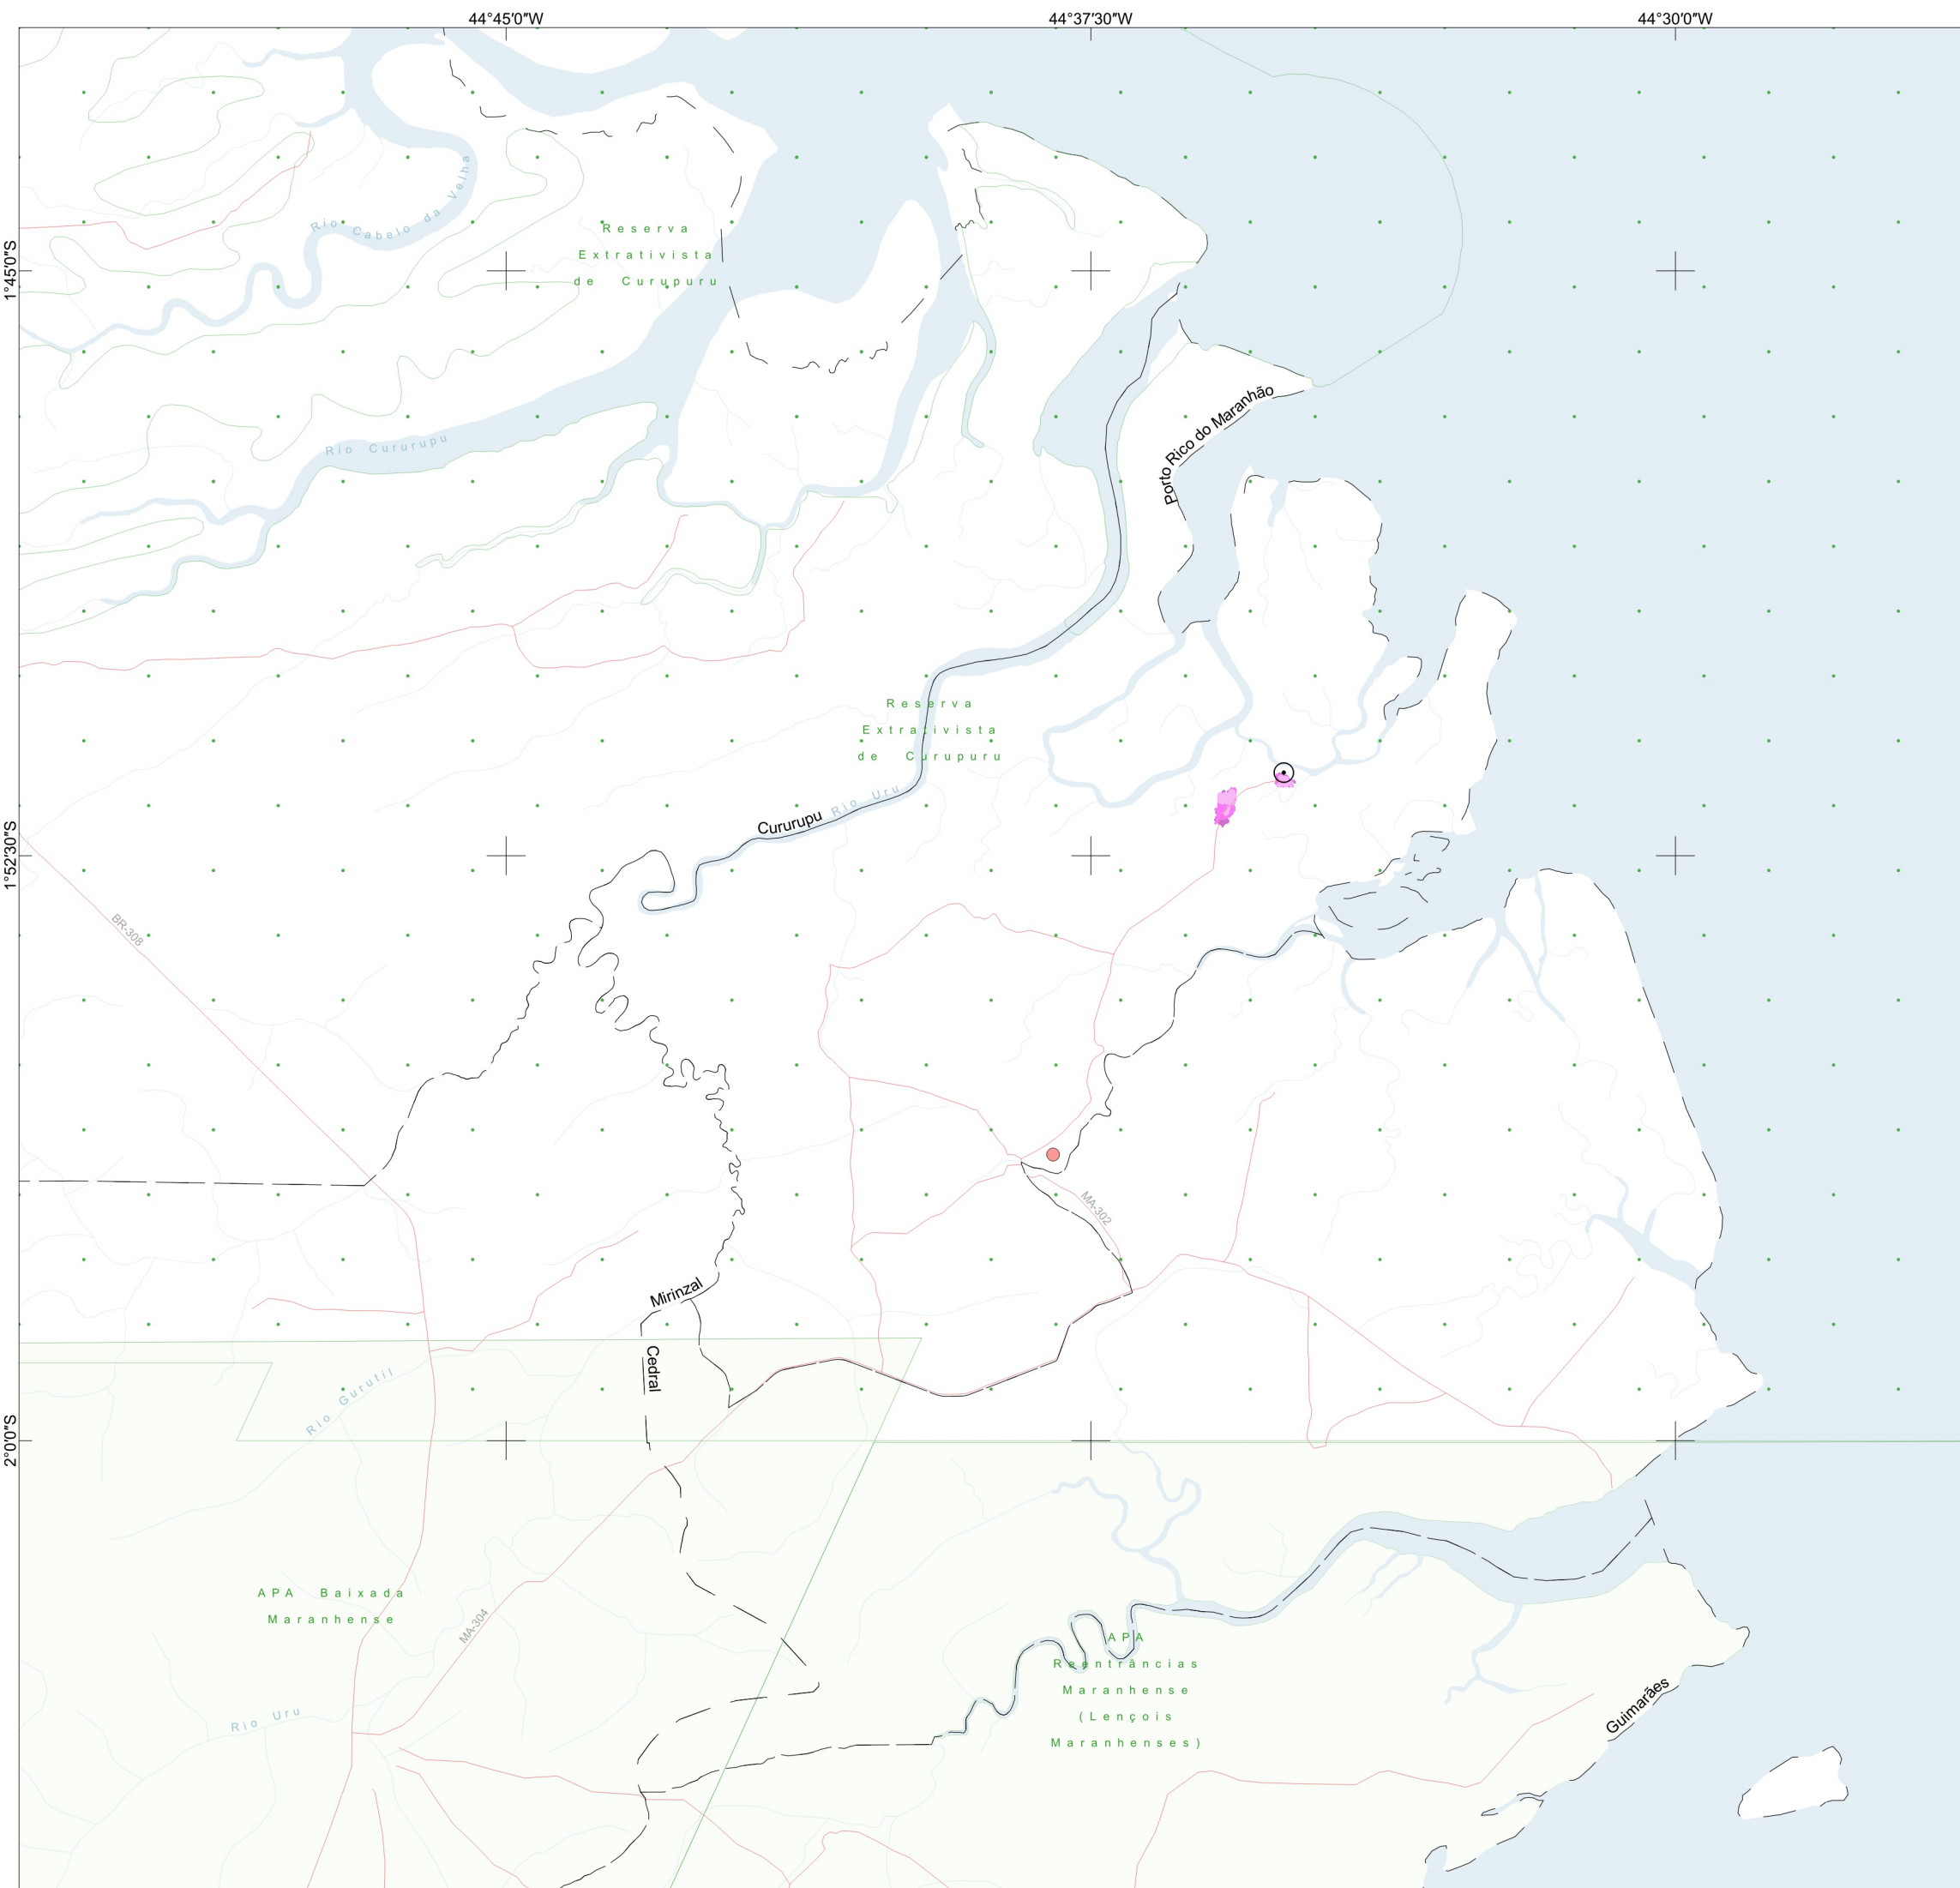 44°45'0"W
44°37'30"W
44°30'0"W
1°45'0"S
1°52'30"S
2°0'0"S
Rio Cabelo da Velha
Reserva
Extrativista
de Curupuru
Porto Rico do Maranhão
Rio Cururupu
Reserva
Extrativista
de Curupuru
Rio Uru
Cururupu
BR-308
MA-302
Mirinzal
Cedral
Rio Gurutil
APA Baixada
Maranhense
MA-304
APA
Reentrâncias
Maranhense
(Lençois
Maranhenses)
Guimarães
Rio Uru